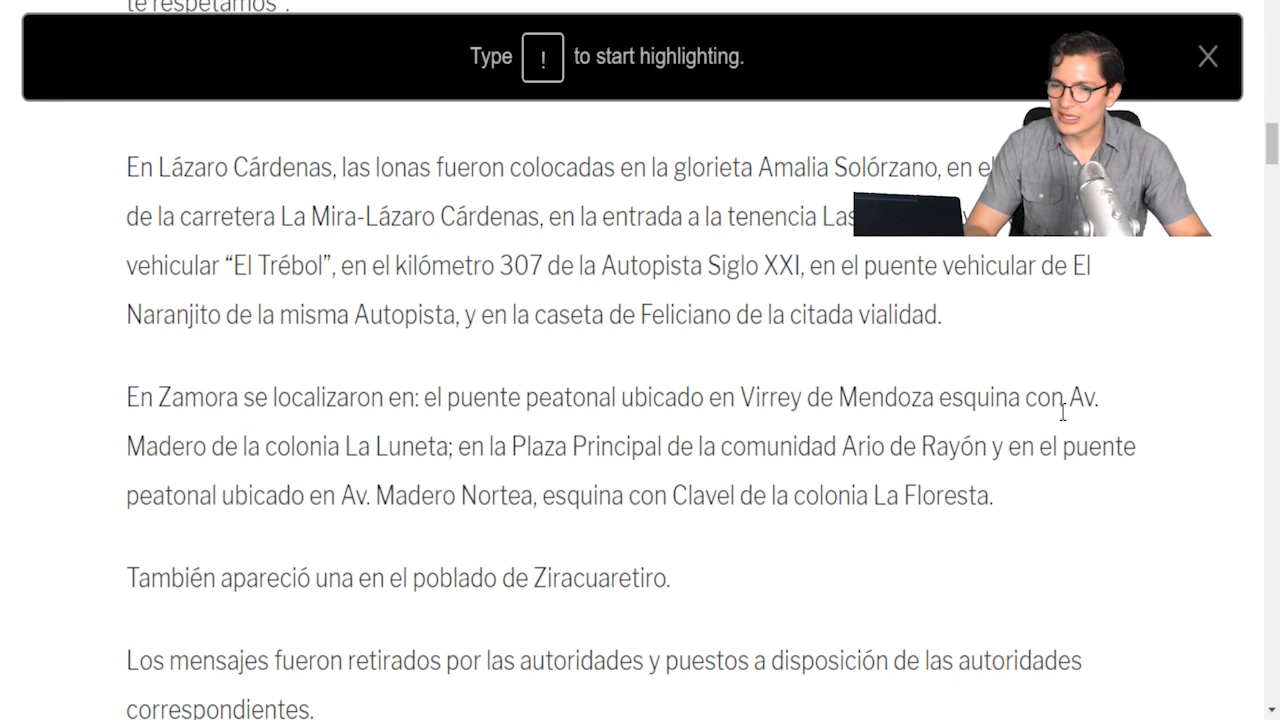 te respetamos".
Type ! to start highlighting.
En Lázaro Cárdenas, las lonas fueron colocadas en la glorieta Amalia Solórzano, en el
de la carretera La Mira-Lázaro Cárdenas, en la entrada a la tenencia Las
vehicular “El Trébol”, en el kilómetro 307 de la Autopista Siglo XXI, en el puente vehicular de El
Naranjito de la misma Autopista, y en la caseta de Feliciano de la citada vialidad.
En Zamora se localizaron en: el puente peatonal ubicado en Virrey de Mendoza esquina con Av.
Madero de la colonia La Luneta; en la Plaza Principal de la comunidad Ario de Rayón y en el puente
peatonal ubicado en Av. Madero Nortea, esquina con Clavel de la colonia La Floresta.
También apareció una en el poblado de Ziracuaretiro.
Los mensajes fueron retirados por las autoridades y puestos a disposición de las autoridades
correspondientes.